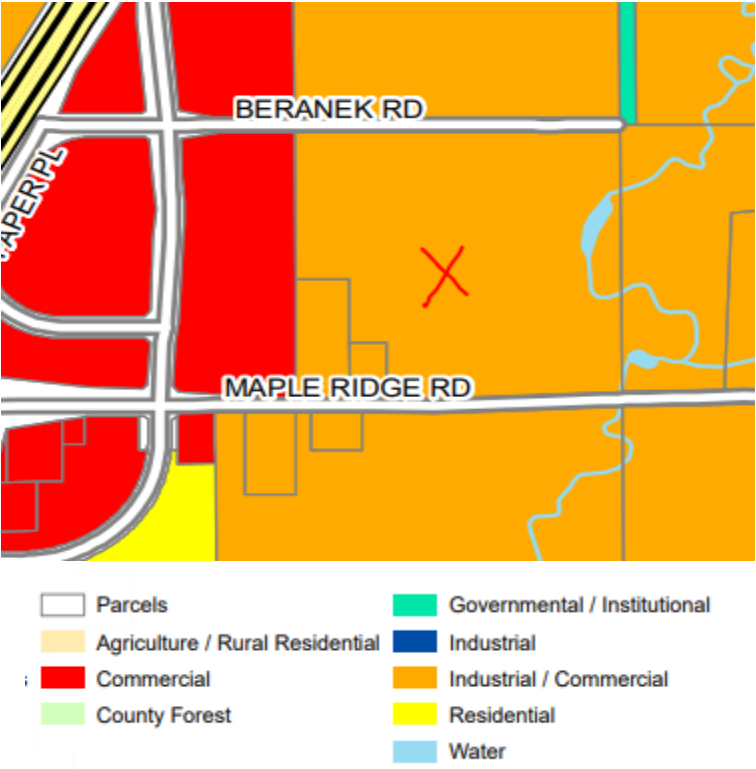 BERANEK RD
APER PL
MAPLE RIDGE RD
Parcels
Agriculture / Rural Residential
Commercial
County Forest
Governmental / Institutional
Industrial
Industrial / Commercial
Residential
Water